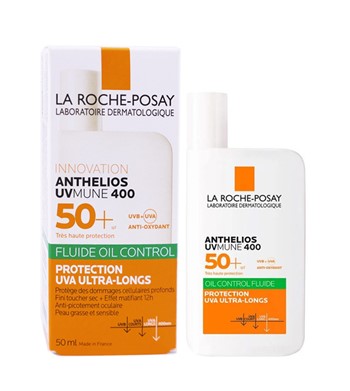 LA ROCHE-POSAY
LABORATOIRE DERMATOLOGIQUE
INNOVATION
ANTHELIOS
UVMUNE 400
50+
UVB+UVA
ANTI-OXYDANT
Très haute protection
FLUIDE OIL CONTROL
PROTECTION
UVA ULTRA-LONGS
Protège des dommages cellulaires profonds
Fini toucher sec + Effet matifiant 12h
Anti-picotement oculaire
Peau grasse et sensible
50 ml Made in France
LA ROCHE-POSAY
LABORATOIRE DERMATOLOGIQUE
ANTHELIOS
UVMUNE 400
50+
UVB+UVA
ANTI-OXYDANT
Très haute protection
OIL CONTROL FLUIDE
PROTECTION
UVA ULTRA-LONGS